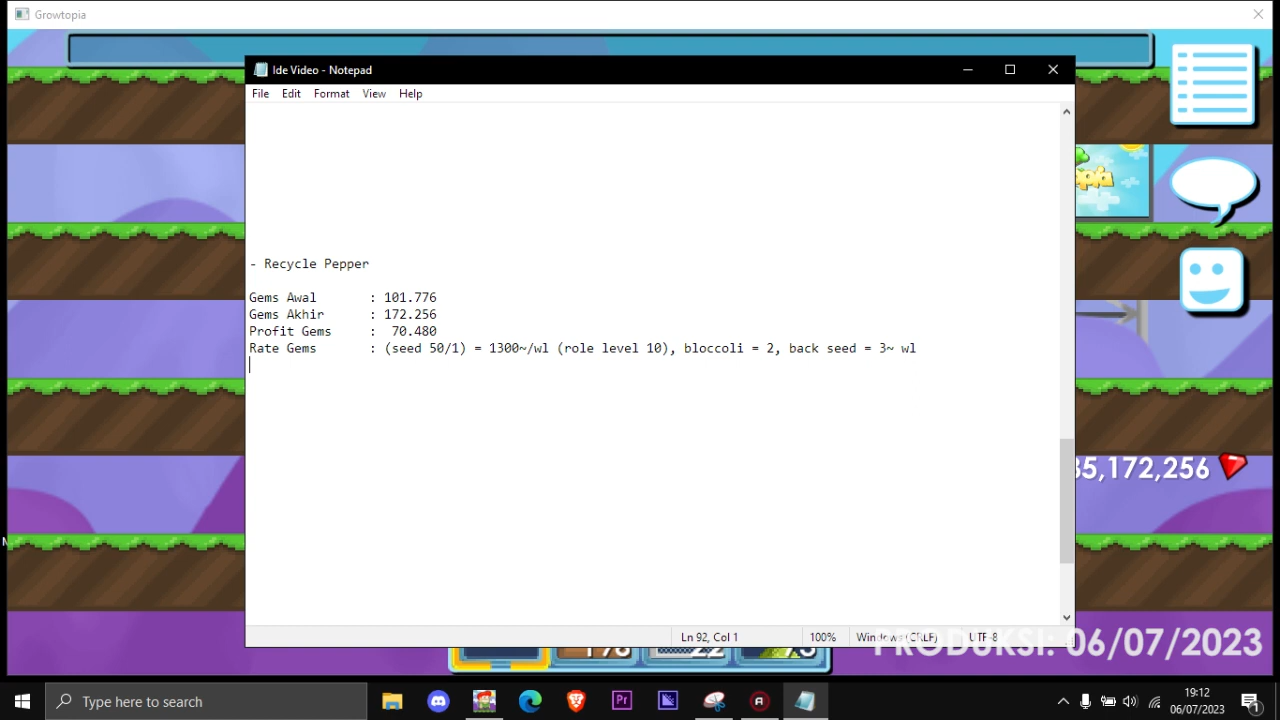 Growtopia
Ide Video - Notepad
File Edit Format View Help
- Recycle Pepper
Gems Awal : 101.776
Gems Akhir : 172.256
Profit Gems : 70.480
Rate Gems : (seed 50/1) = 1300~/wl (role level 10), bloccoli = 2, back seed = 3~ wl
5,172,256
Ln 92, Col 1 100% Windows (CRLF) UTF-8
PRODUKSI: 06/07/2023
Type here to search
19:12
06/07/2023